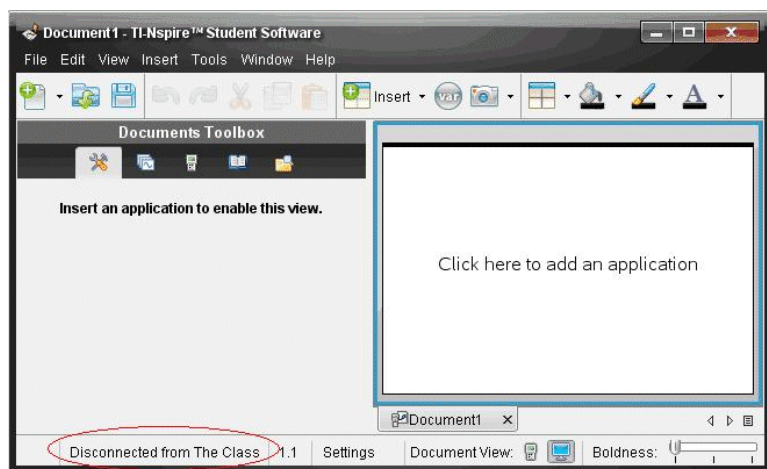 Document1 - TI-Nspire™ Student Software
File Edit View Insert Tools Window Help
Insert var A
Documents Toolbox
Insert an application to enable this view.
Click here to add an application
Document1 X
Disconnected from The Class 1.1 Settings Document View: Boldness: